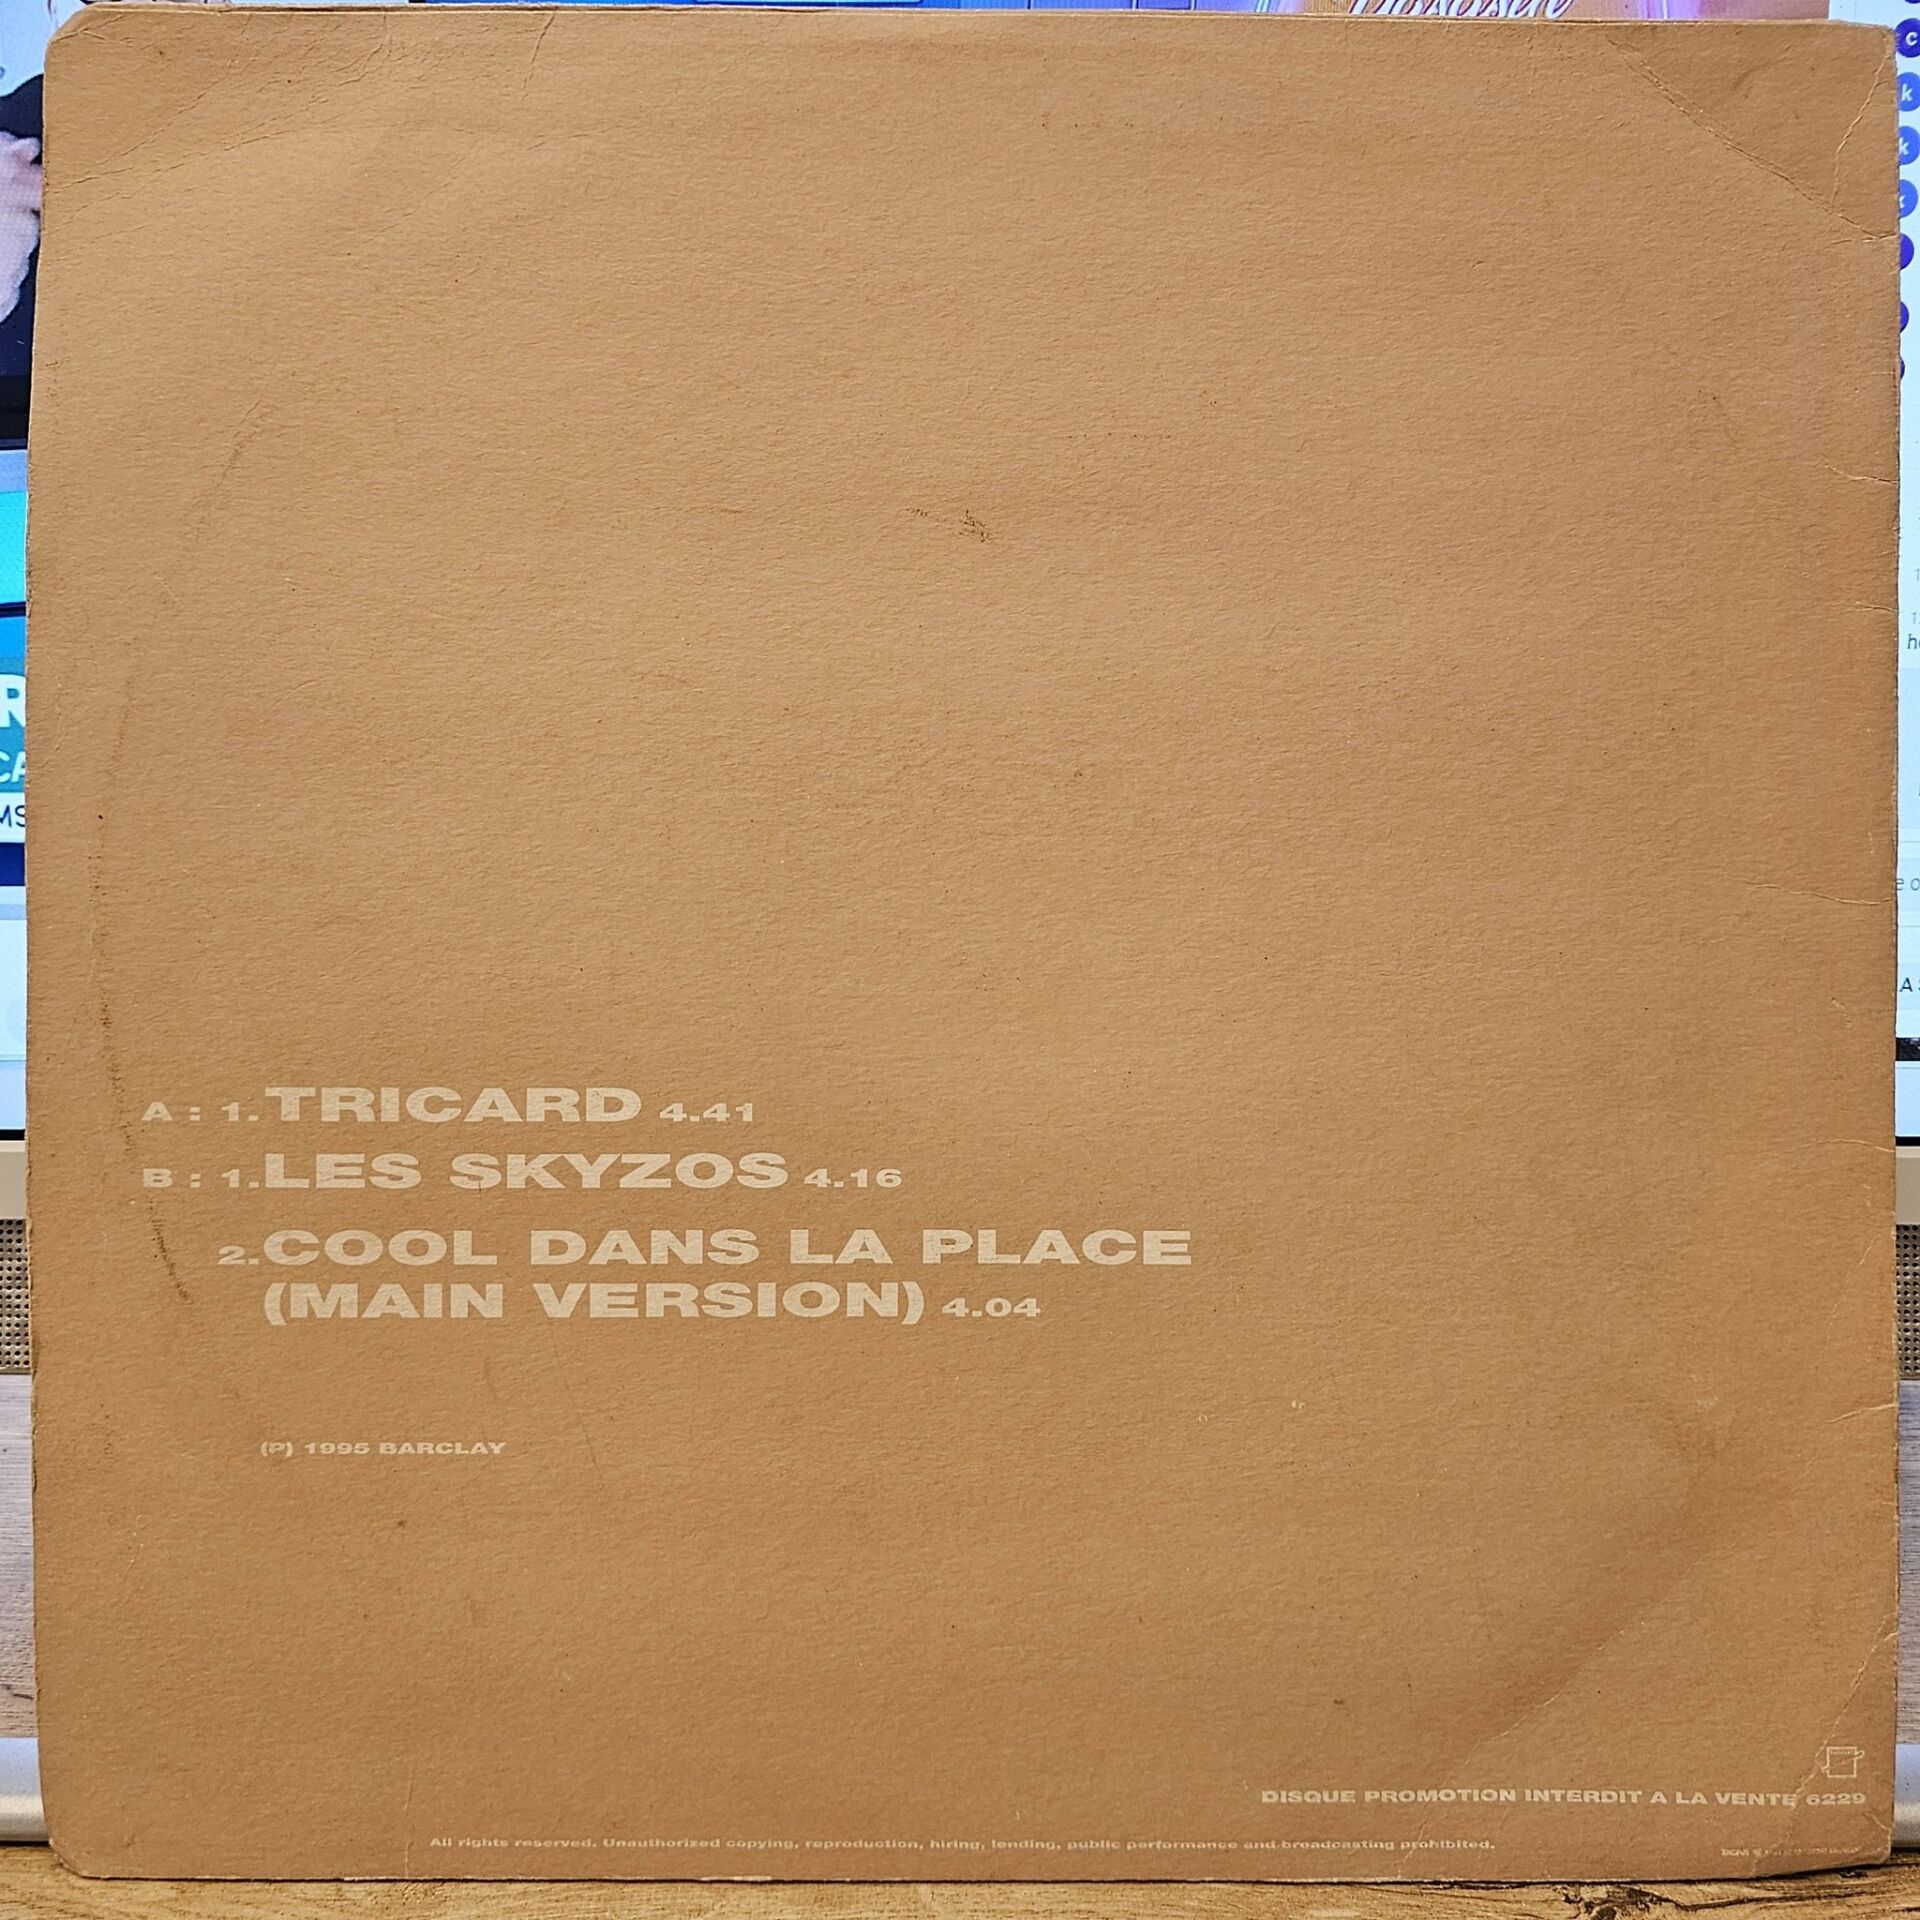 A : 1. TRICARD 4.41
B : 1. LES SKYZOS 4.16
2. COOL DANS LA PLACE
(MAIN VERSION) 4.04
(P) 1995 BARCLAY
DISQUE PROMOTION INTERDIT A LA VENTE 6229
All rights reserved. Unauthorized copying, reproduction, hiring, lending, public performance and broadcasting prohibited.